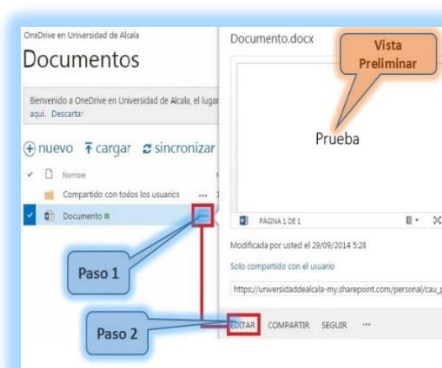 OneDrive en Universidad de Alcala
Documentos
Bienvenido a OneDrive en Universidad de Alcala, el lugar
aquí. Descartar
nuevo cargar sincronizar
Nombre
Compartido con todos los usuarios ...
Documento ...
Paso 1
Paso 2
Documento.docx
Vista
Preliminar
Prueba
PÁGINA 1 DE 1
Modificada por usted el 29/09/2014 5:28
Solo compartido con el usuario
https://universidaddealcala-my.sharepoint.com/personal/cau_p
EDITAR COMPARTIR SEGUIR ...